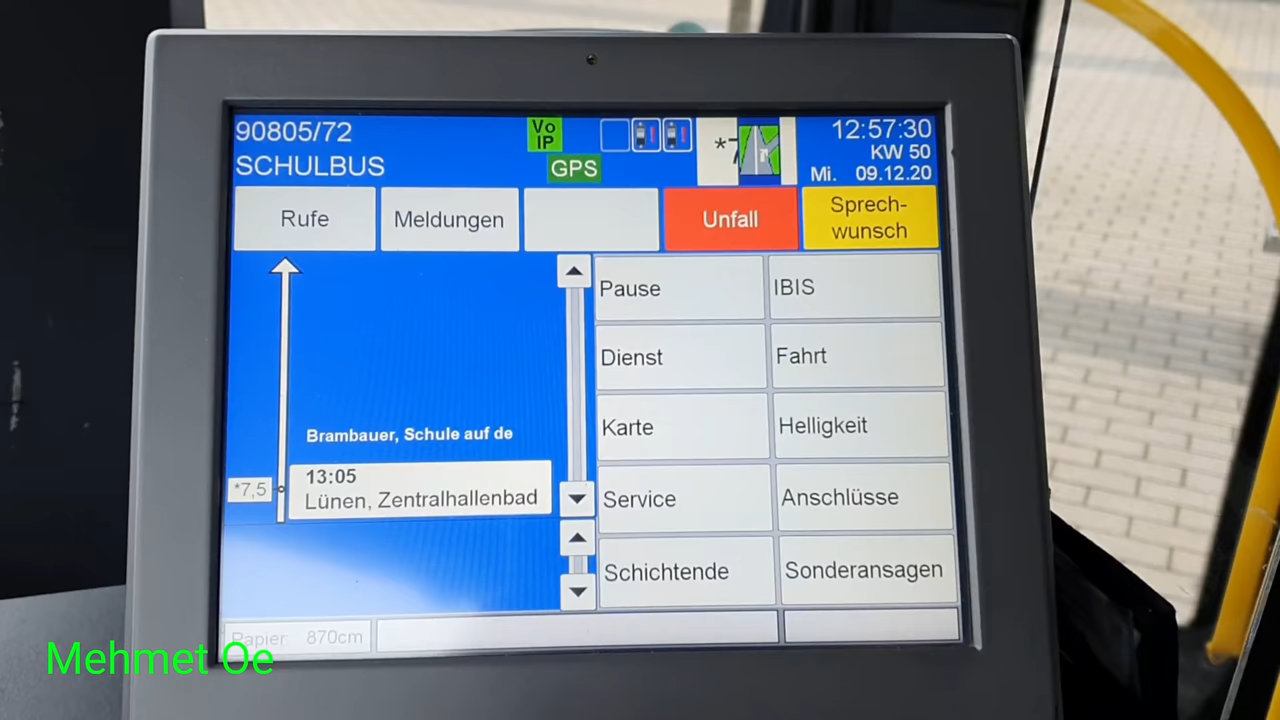 90805/72
SCHULBUS
Vo
IP
GPS
*7
12:57:30
KW 50
Mi. 09.12.20
Rufe
Meldungen
Unfall
Sprech-
wunsch
Pause
IBIS
Dienst
Fahrt
Karte
Helligkeit
Service
Anschlüsse
Schichtende
Sonderansagen
Brambauer, Schule auf de
13:05
*7,5
Lünen, Zentralhallenbad
Papier 870cm
Mehmet Oe